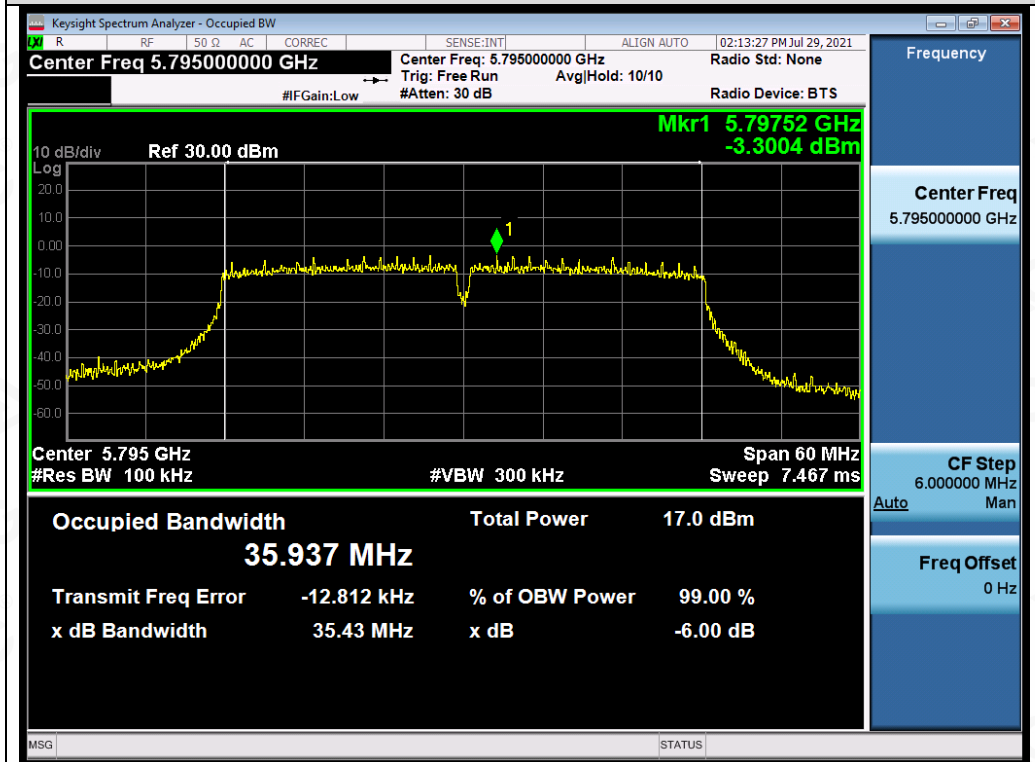 Keysight Spectrum Analyzer - Occupied BW
LXI R RF 50 Ω AC CORREC SENSE:INT ALIGN AUTO 02:13:27 PM Jul 29, 2021
Center Freq 5.795000000 GHz
Center Freq: 5.795000000 GHz
Radio Std: None
Trig: Free Run Avg|Hold: 10/10
#IFGain:Low #Atten: 30 dB Radio Device: BTS
Frequency
Mkr1 5.79752 GHz
-3.3004 dBm
10 dB/div Ref 30.00 dBm
Log
20.0
10.0
0.00
-10.0
-20.0
-30.0
-40.0
-50.0
-60.0
1
Center 5.795 GHz Span 60 MHz
#Res BW 100 kHz #VBW 300 kHz Sweep 7.467 ms
Center Freq
5.795000000 GHz
CF Step
6.000000 MHz
Auto Man
Freq Offset
0 Hz
Occupied Bandwidth Total Power 17.0 dBm
35.937 MHz
Transmit Freq Error -12.812 kHz % of OBW Power 99.00 %
x dB Bandwidth 35.43 MHz x dB -6.00 dB
MSG STATUS